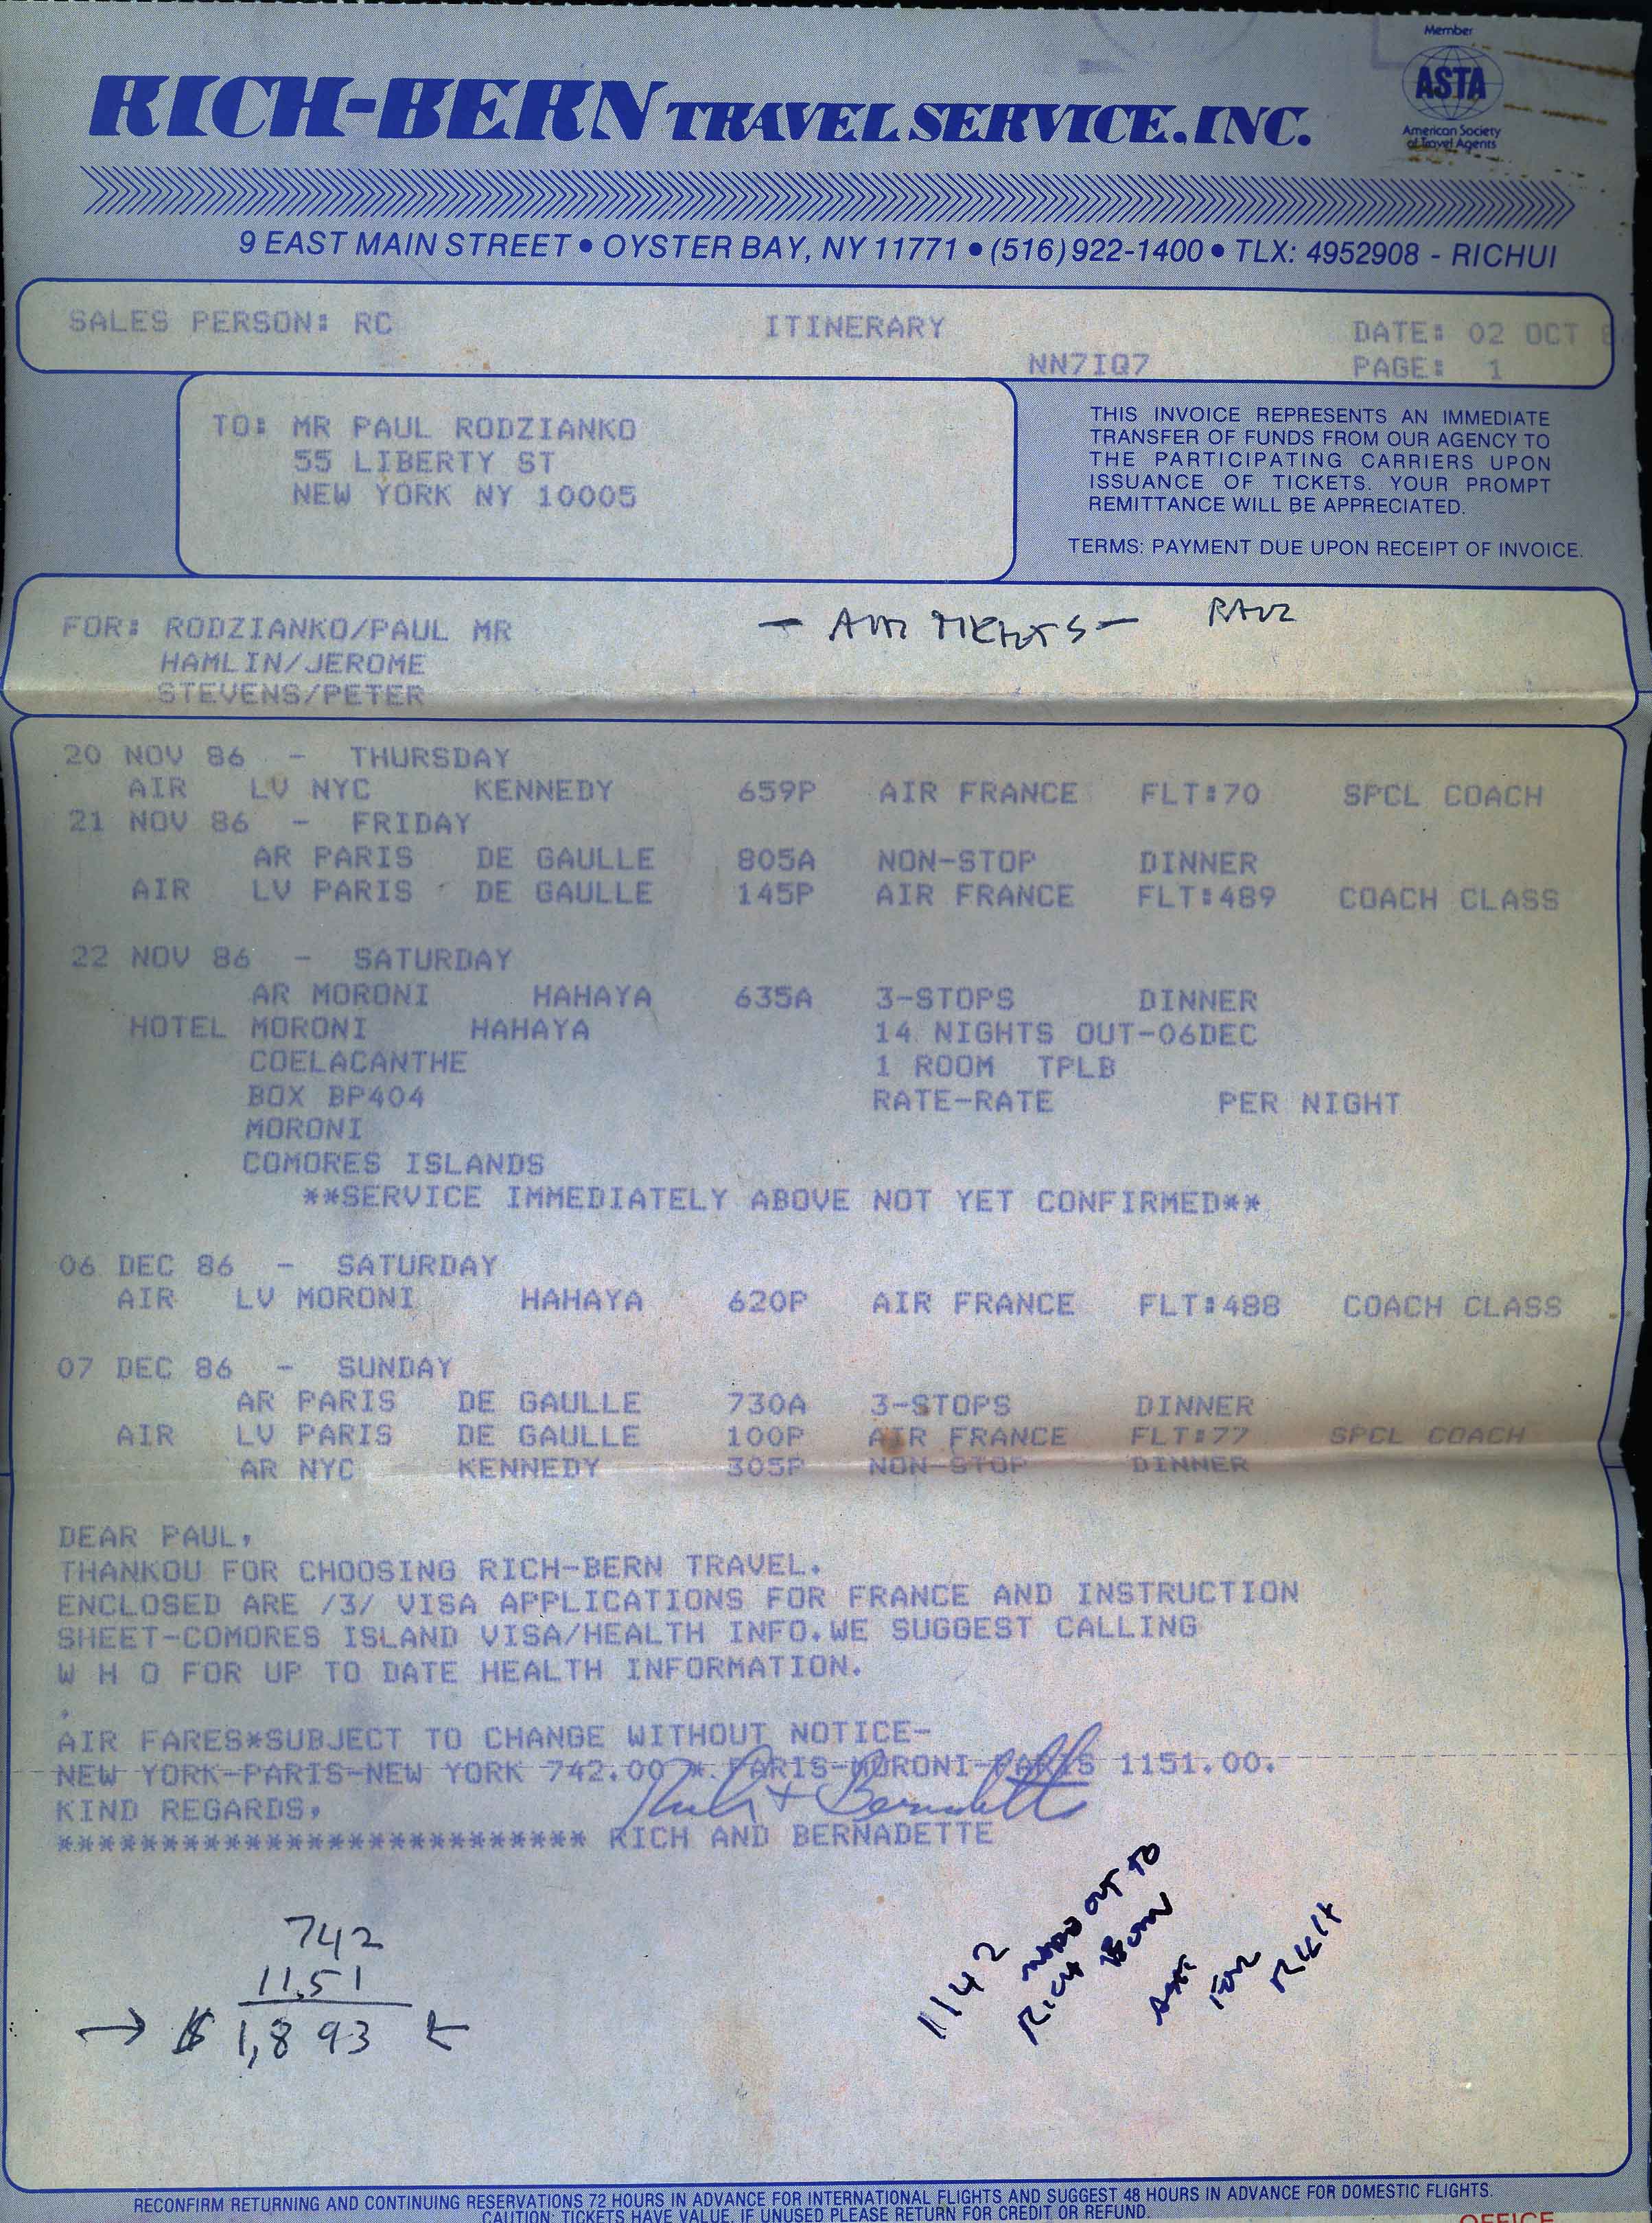 Member
ASTA
American Society
of Travel Agents
RICH-BERN TRAVEL SERVICE, INC.
9 EAST MAIN STREET • OYSTER BAY, NY 11771 • (516) 922-1400 • TLX: 4952908 - RICHUI
SALES PERSON: RC ITINERARY DATE: 02 OCT
NN7IQ7 PAGE: 1
TO: MR PAUL RODZIANKO
55 LIBERTY ST
NEW YORK NY 10005
THIS INVOICE REPRESENTS AN IMMEDIATE
TRANSFER OF FUNDS FROM OUR AGENCY TO
THE PARTICIPATING CARRIERS UPON
ISSUANCE OF TICKETS. YOUR PROMPT
REMITTANCE WILL BE APPRECIATED.
TERMS: PAYMENT DUE UPON RECEIPT OF INVOICE.
— AIR TICKETS — PAUL
FOR: RODZIANKO/PAUL MR
HAMLIN/JEROME
STEVENS/PETER
20 NOV 86 - THURSDAY
AIR LV NYC KENNEDY 659P AIR FRANCE FLT:70 SPCL COACH
21 NOV 86 - FRIDAY
AR PARIS DE GAULLE 805A NON-STOP DINNER
AIR LV PARIS DE GAULLE 145P AIR FRANCE FLT:489 COACH CLASS
22 NOV 86 - SATURDAY
AR MORONI HAHAYA 635A 3-STOPS DINNER
HOTEL MORONI HAHAYA 14 NIGHTS OUT-06DEC
COELACANTHE 1 ROOM TPLB
BOX BP404 RATE-RATE PER NIGHT
MORONI
COMORES ISLANDS
**SERVICE IMMEDIATELY ABOVE NOT YET CONFIRMED**
06 DEC 86 - SATURDAY
AIR LV MORONI HAHAYA 620P AIR FRANCE FLT:488 COACH CLASS
07 DEC 86 - SUNDAY
AR PARIS DE GAULLE 730A 3-STOPS DINNER
AIR LV PARIS DE GAULLE 100P AIR FRANCE FLT:77 SPCL COACH
AR NYC KENNEDY 305P NON-STOP DINNER
DEAR PAUL,
THANKOU FOR CHOOSING RICH-BERN TRAVEL.
ENCLOSED ARE /3/ VISA APPLICATIONS FOR FRANCE AND INSTRUCTION
SHEET-COMORES ISLAND VISA/HEALTH INFO.WE SUGGEST CALLING
W H O FOR UP TO DATE HEALTH INFORMATION.
.
AIR FARES*SUBJECT TO CHANGE WITHOUT NOTICE-
NEW YORK-PARIS-NEW YORK 742.00 *.PARIS-MORONI-PARIS 1151.00.
KIND REGARDS,
Rich + Bernadette
************************** RICH AND BERNADETTE
742
1151
→ $ 1,893 ←
1142
MADE OUT TO
RICH BERN
ASK
FOR
RICH
RECONFIRM RETURNING AND CONTINUING RESERVATIONS 72 HOURS IN ADVANCE FOR INTERNATIONAL FLIGHTS AND SUGGEST 48 HOURS IN ADVANCE FOR DOMESTIC FLIGHTS.
CAUTION: TICKETS HAVE VALUE. IF UNUSED PLEASE RETURN FOR CREDIT OR REFUND.
OFFICE